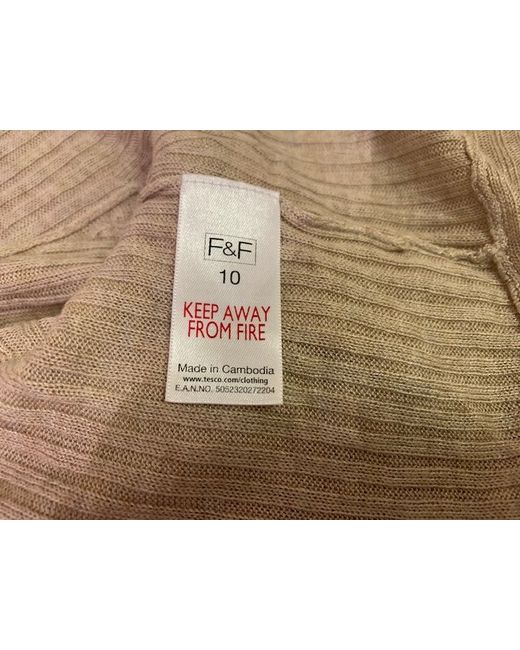 F&F
10
KEEP AWAY
FROM FIRE
Made in Cambodia
www.tesco.com/clothing
E.A.N.NO. 5052320272204